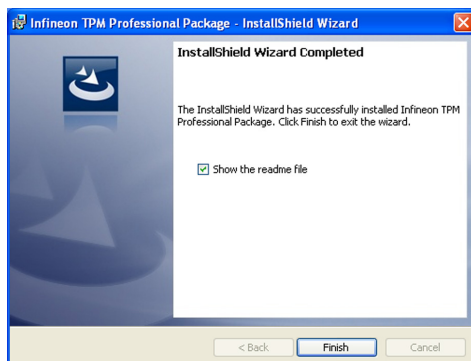 Infineon TPM Professional Package - InstallShield Wizard
InstallShield Wizard Completed
The InstallShield Wizard has successfully installed Infineon TPM
Professional Package. Click Finish to exit the wizard.
Show the readme file
< Back
Finish
Cancel